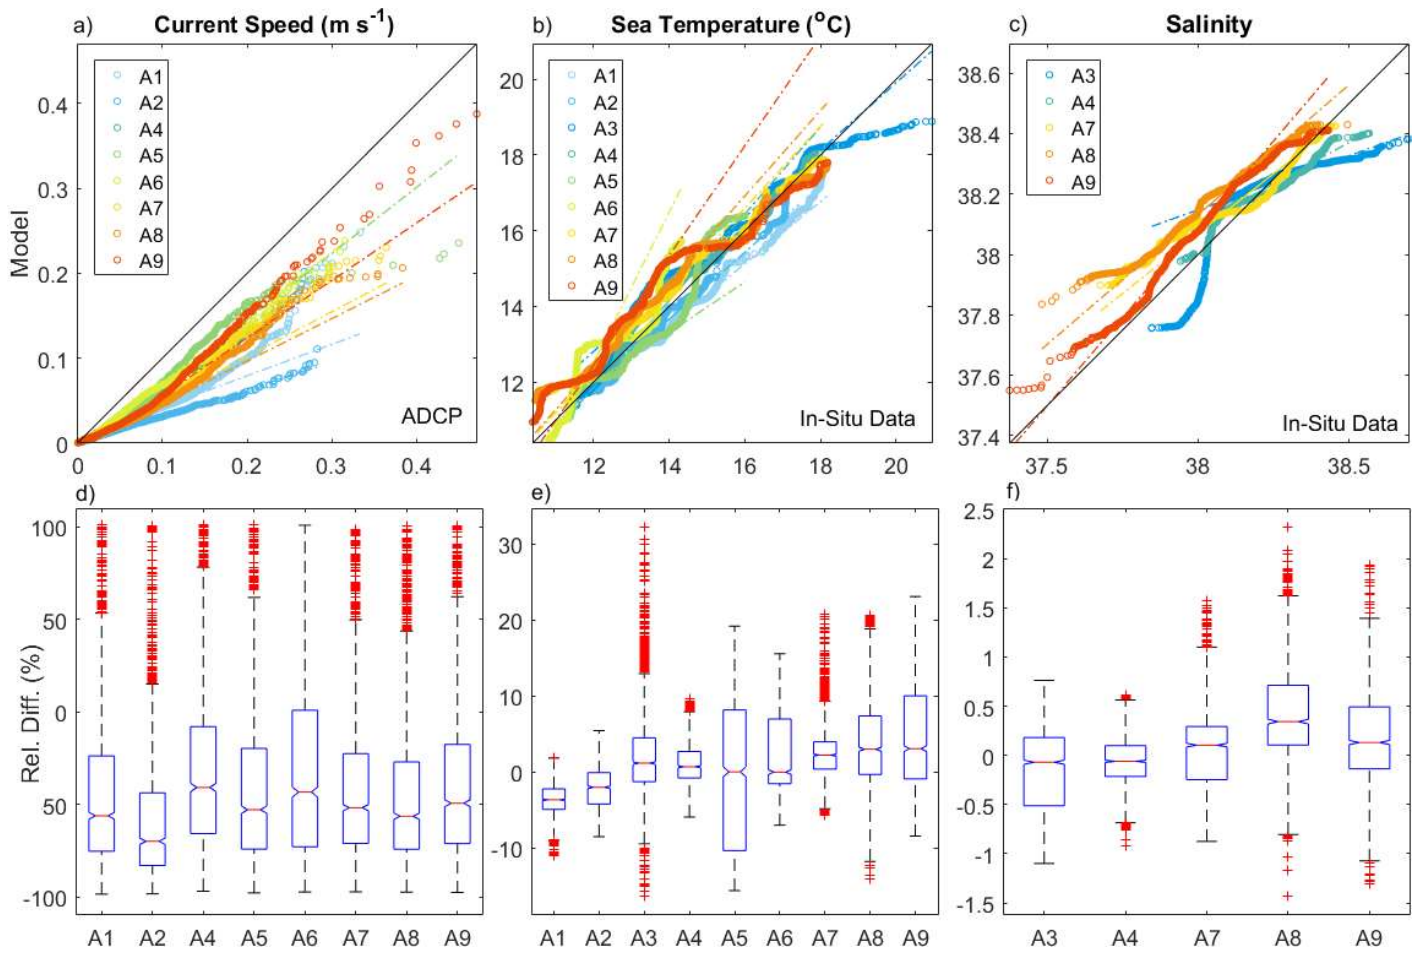 a) Current Speed (m s-1)
b) Sea Temperature (oC)
c) Salinity
Model
0.4
0.3
0.2
0.1
0
A1
A2
A4
A5
A6
A7
A8
A9
ADCP
0 0.1 0.2 0.3 0.4
20
18
16
14
12
A1
A2
A3
A4
A5
A6
A7
A8
A9
In-Situ Data
12 14 16 18 20
38.6
38.4
38.2
38
37.8
37.6
37.4
A3
A4
A7
A8
A9
In-Situ Data
37.5 38 38.5
d)
Rel. Diff. (%)
100
50
0
50
-100
A1 A2 A4 A5 A6 A7 A8 A9
e)
30
20
10
0
-10
A1 A2 A3 A4 A5 A6 A7 A8 A9
f)
2.5
2
1.5
1
0.5
0
-0.5
-1
-1.5
A3 A4 A7 A8 A9